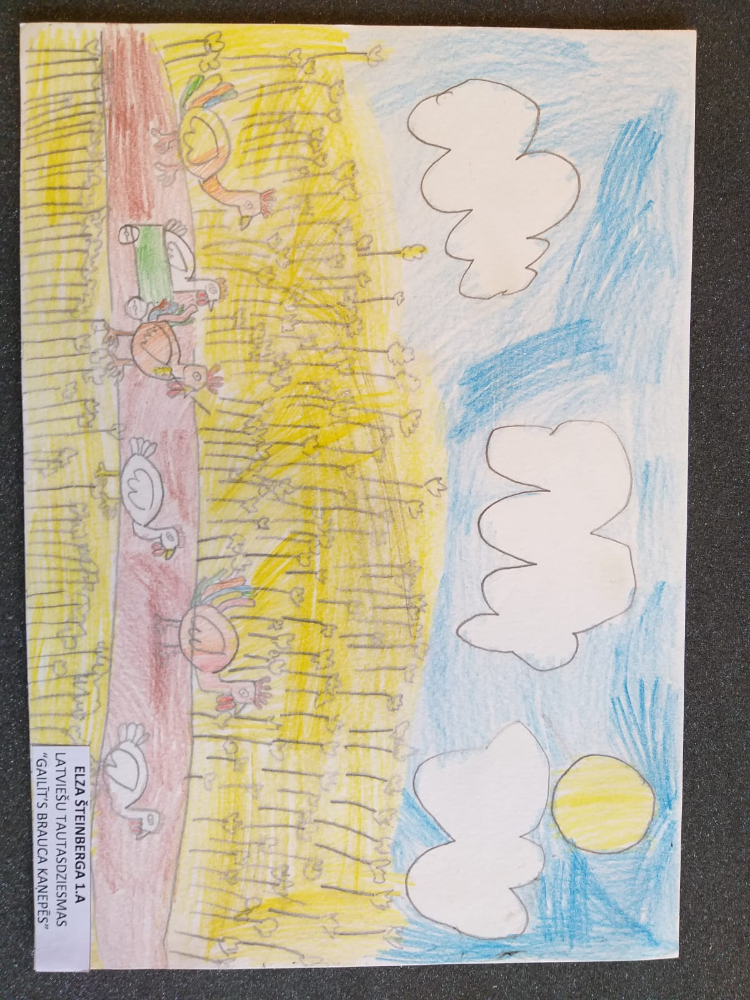 ELZA ŠTEINBERGA 1.A
LATVIEŠU TAUTASDZIESMAS
“GAILĪT’S BRAUCA KAŅEPĒS”